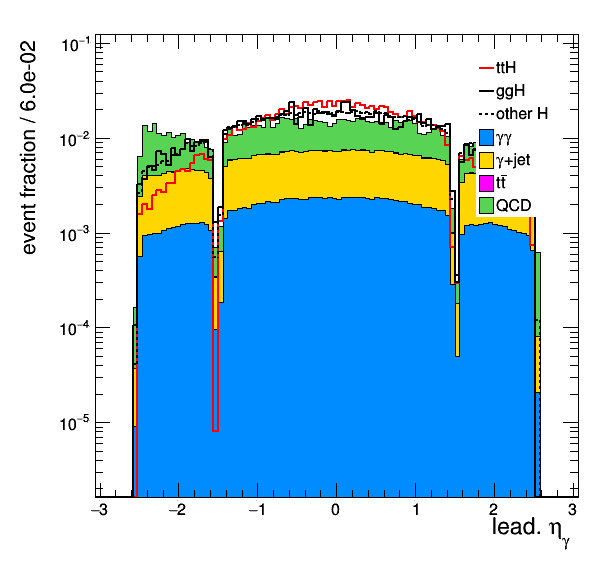 event fraction / 6.0e-02
10⁻¹
10⁻²
10⁻³
10⁻⁴
10⁻⁵
ttH
ggH
other H
γγ
γ+jet
tt̄
QCD
−3 −2 −1 0 1 2 3
lead. η_γ